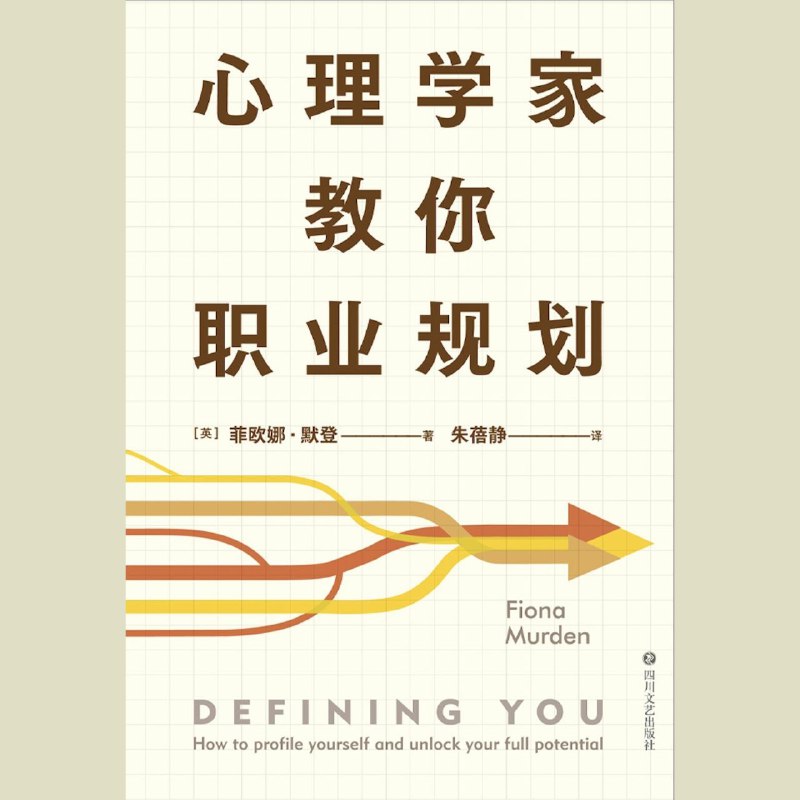 心理学家
教你
职业规划
[英] 菲欧娜·默登 著 朱蓓静 译
Fiona
Murden
四川文艺出版社
DEFINING YOU
How to profile yourself and unlock your full potential